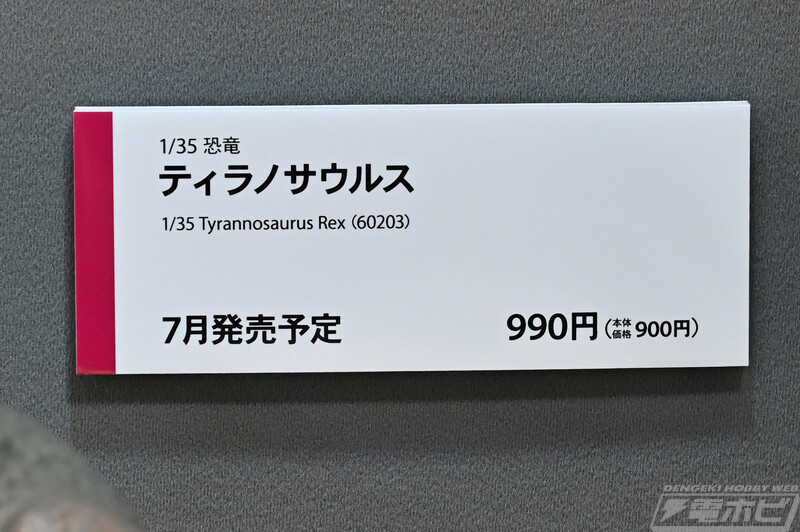 1/35 恐竜
ティラノサウルス
1/35 Tyrannosaurus Rex (60203)
7月発売予定
990円(本体価格 900円)
DENGEKI HOBBY WEB
電ホビ